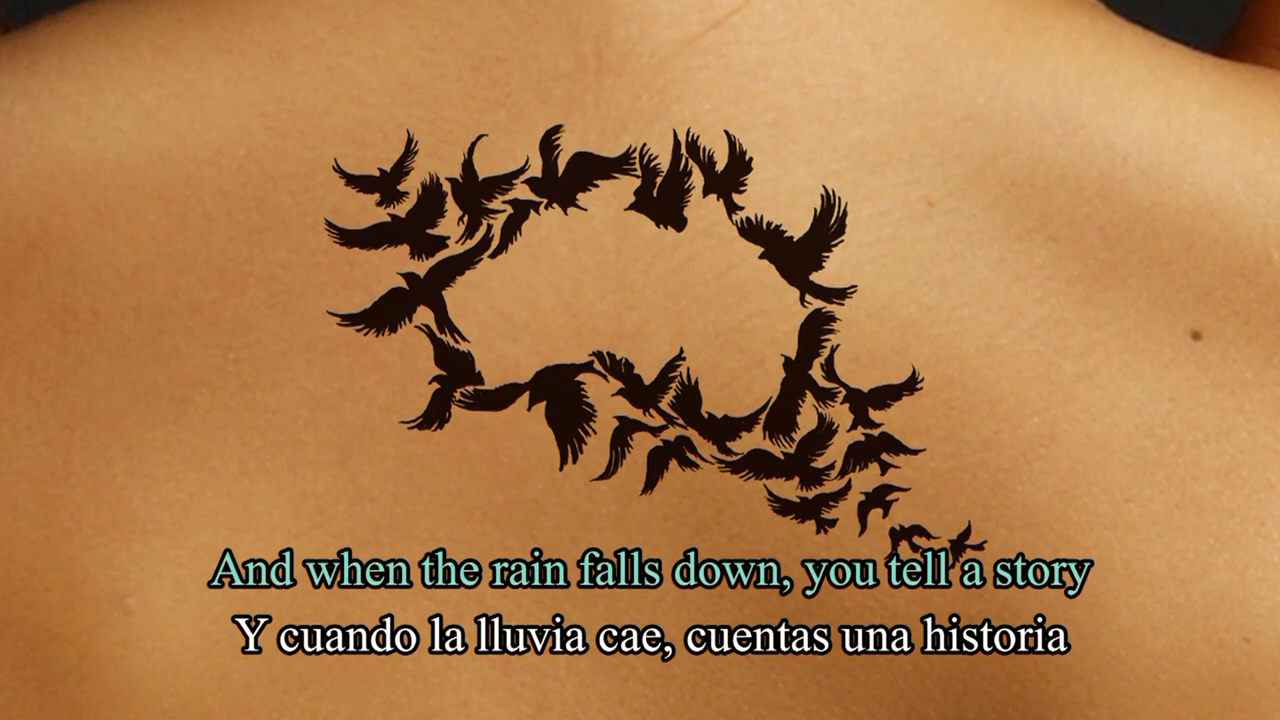 And when the rain falls down, you tell a story
Y cuando la lluvia cae, cuentas una historia